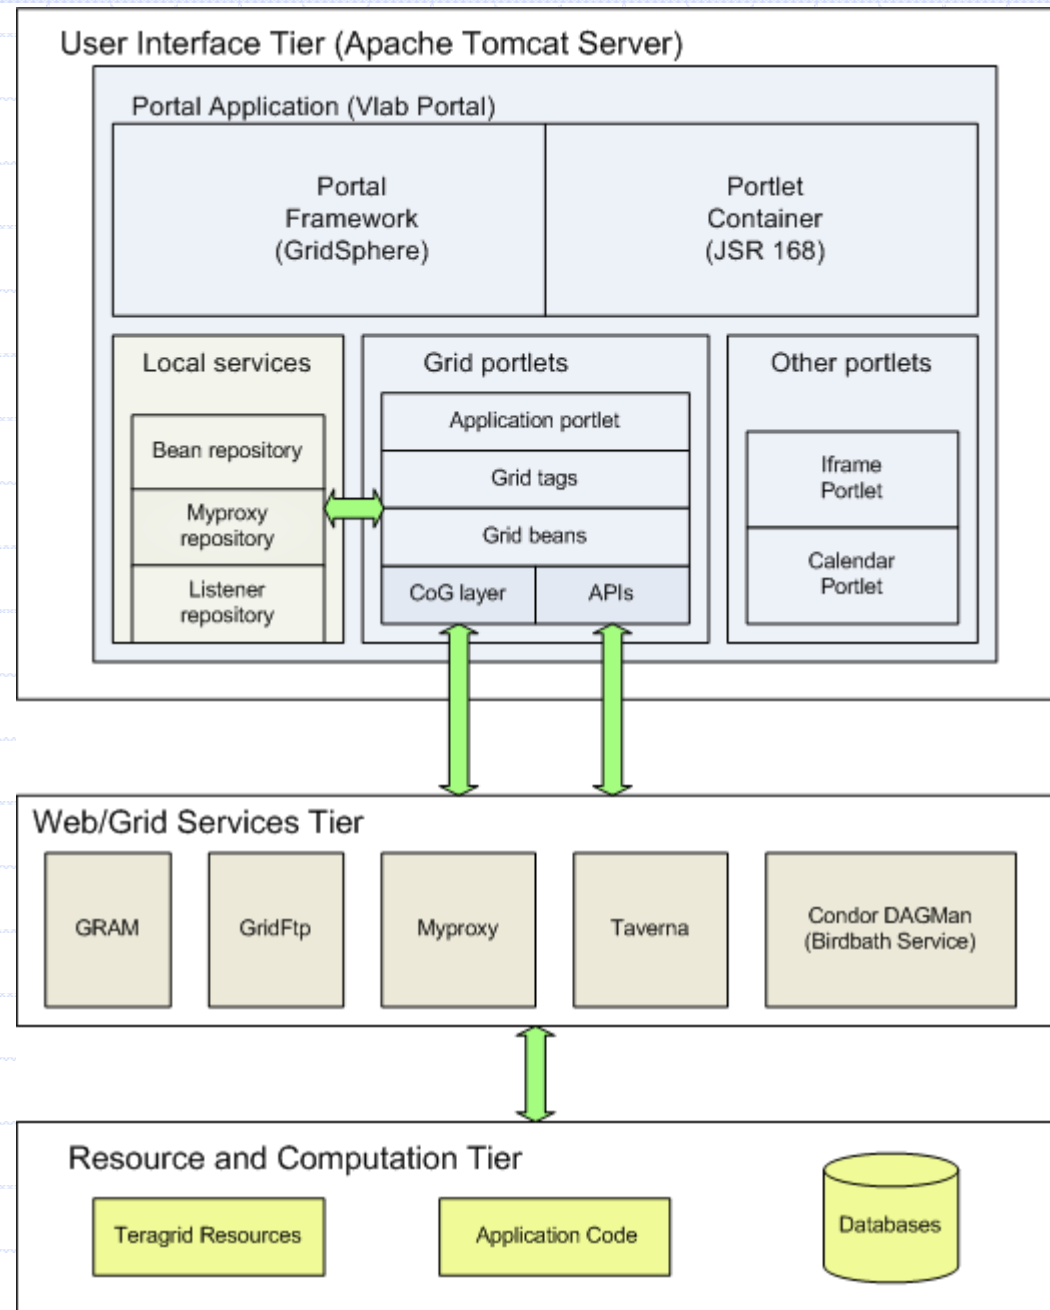 User Interface Tier (Apache Tomcat Server)
Portal Application (Vlab Portal)
Portal
Framework
(GridSphere)
Portlet
Container
(JSR 168)
Local services
Bean repository
Myproxy
repository
Listener
repository
Grid portlets
Application portlet
Grid tags
Grid beans
CoG layer
APIs
Other portlets
Iframe
Portlet
Calendar
Portlet
Web/Grid Services Tier
GRAM
GridFtp
Myproxy
Taverna
Condor DAGMan
(Birdbath Service)
Resource and Computation Tier
Teragrid Resources
Application Code
Databases